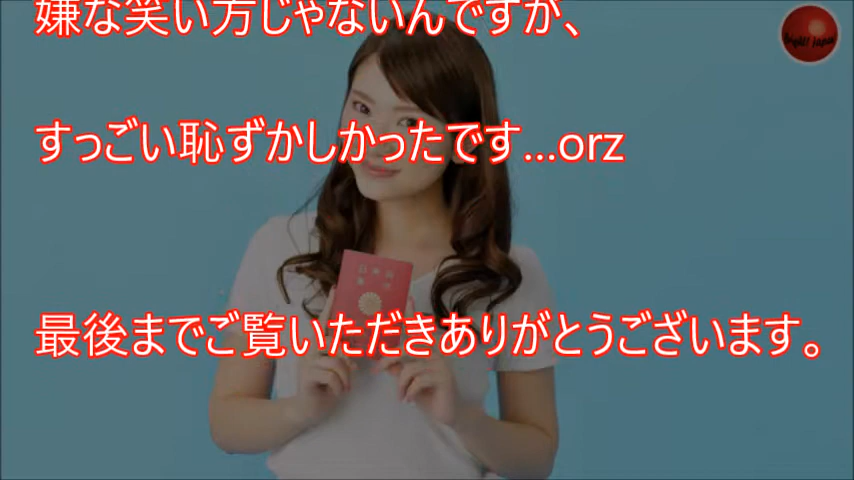 嫌な笑い方じゃないんですが、
すっごい恥ずかしかったです...orz
最後までご覧いただきありがとうございます。